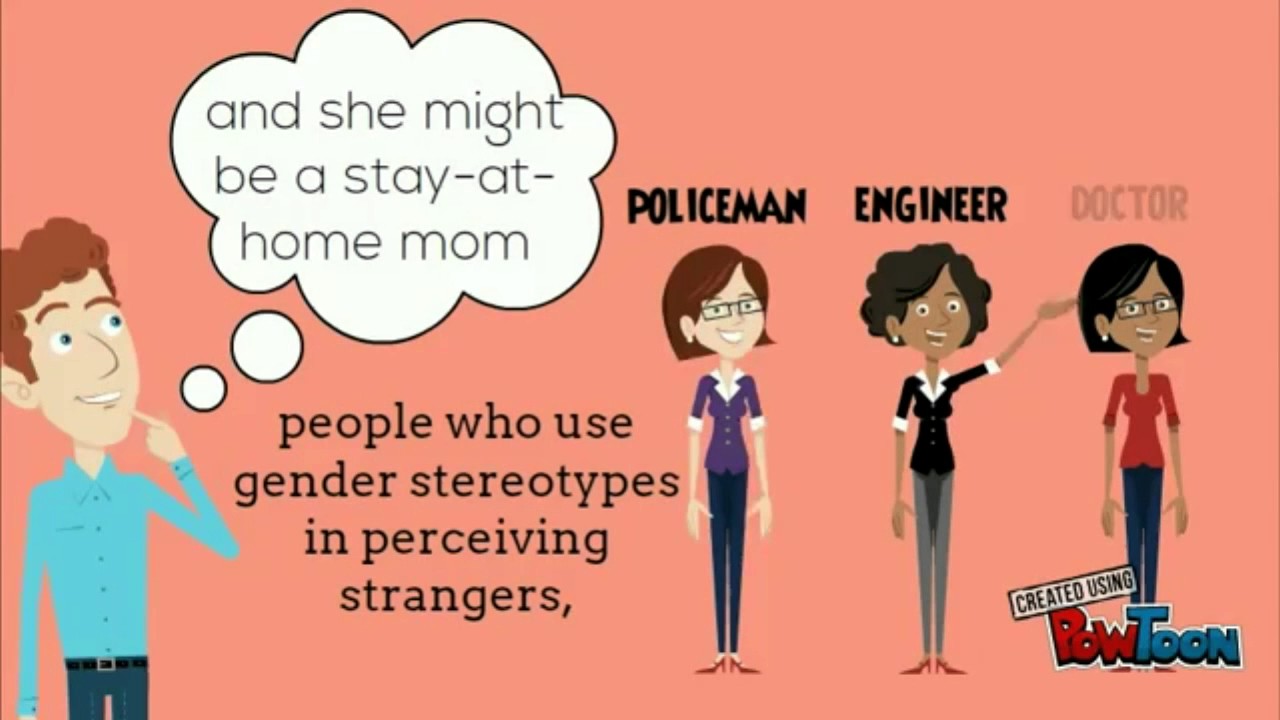 and she might
be a stay-at-
home mom
POLICEMAN
ENGINEER
DOCTOR
people who use
gender stereotypes
in perceiving
strangers,
CREATED USING
POWTOON